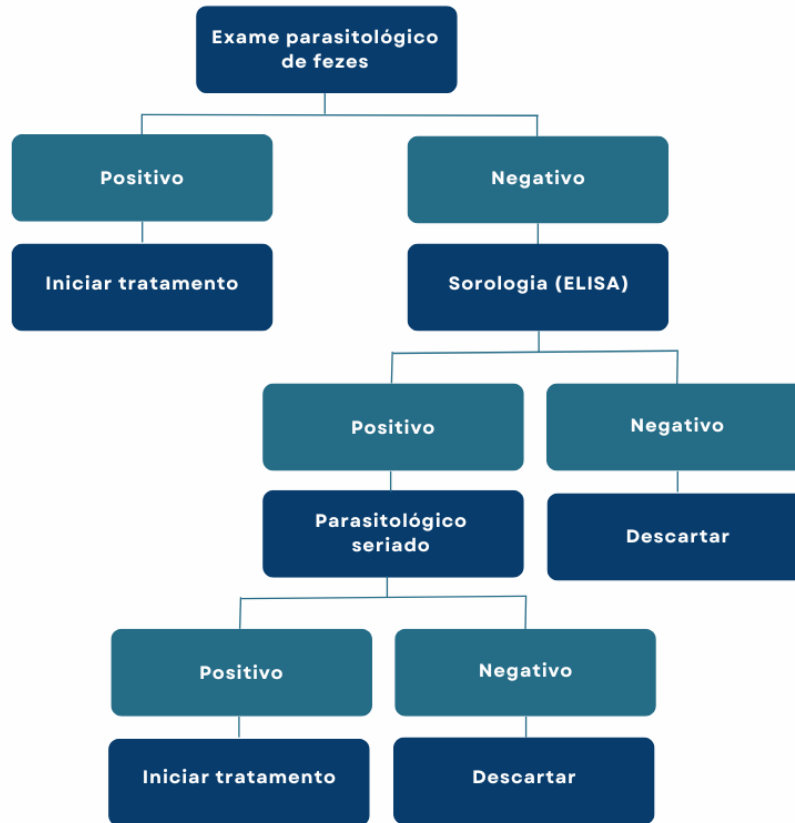 Exame parasitológico
de fezes
Positivo
Negativo
Iniciar tratamento
Sorologia (ELISA)
Positivo
Negativo
Parasitológico
seriado
Descartar
Positivo
Negativo
Iniciar tratamento
Descartar